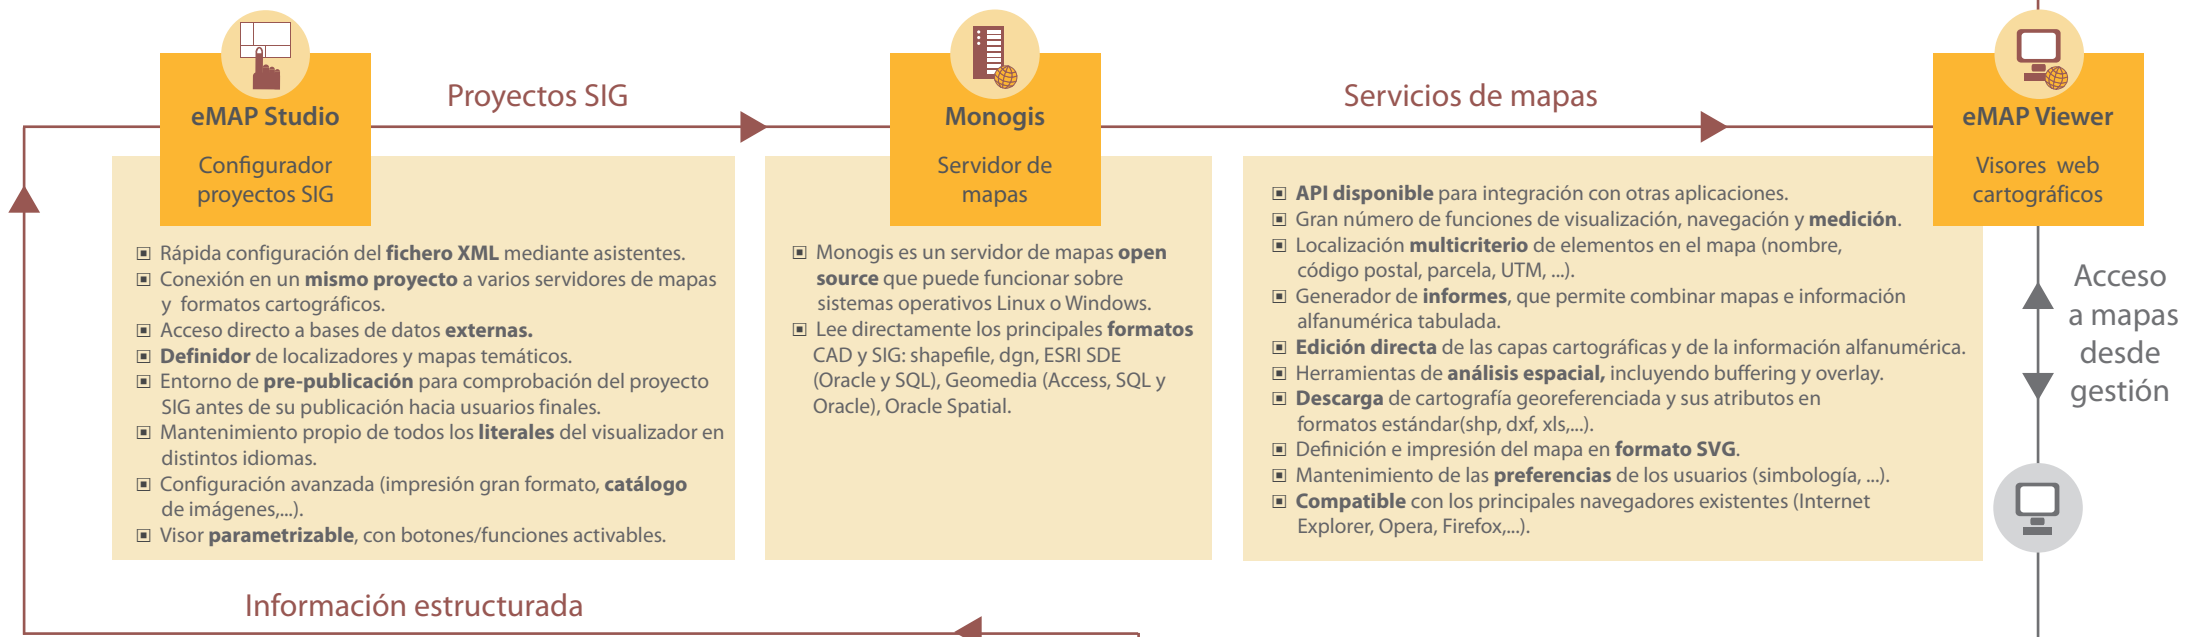 eMAP Studio
Configurador
proyectos SIG
Proyectos SIG
Monogis
Servidor de
mapas
Servicios de mapas
eMAP Viewer
Visores web
cartográficos
Rápida configuración del fichero XML mediante asistentes.
Conexión en un mismo proyecto a varios servidores de mapas
y formatos cartográficos.
Acceso directo a bases de datos externas.
Definidor de localizadores y mapas temáticos.
Entorno de pre-publicación para comprobación del proyecto
SIG antes de su publicación hacia usuarios finales.
Mantenimiento propio de todos los literales del visualizador en
distintos idiomas.
Configuración avanzada (impresión gran formato, catálogo
de imágenes,...).
Visor parametrizable, con botones/funciones activables.
Monogis es un servidor de mapas open
source que puede funcionar sobre
sistemas operativos Linux o Windows.
Lee directamente los principales formatos
CAD y SIG: shapefile, dgn, ESRI SDE
(Oracle y SQL), Geomedia (Access, SQL y
Oracle), Oracle Spatial.
API disponible para integración con otras aplicaciones.
Gran número de funciones de visualización, navegación y medición.
Localización multicriterio de elementos en el mapa (nombre,
código postal, parcela, UTM, ...).
Generador de informes, que permite combinar mapas e información
alfanumérica tabulada.
Edición directa de las capas cartográficas y de la información alfanumérica.
Herramientas de análisis espacial, incluyendo buffering y overlay.
Descarga de cartografía georeferenciada y sus atributos en
formatos estándar(shp, dxf, xls,...).
Definición e impresión del mapa en formato SVG.
Mantenimiento de las preferencias de los usuarios (simbología, ...).
Compatible con los principales navegadores existentes (Internet
Explorer, Opera, Firefox,...).
Acceso
a mapas
desde
gestión
Información estructurada